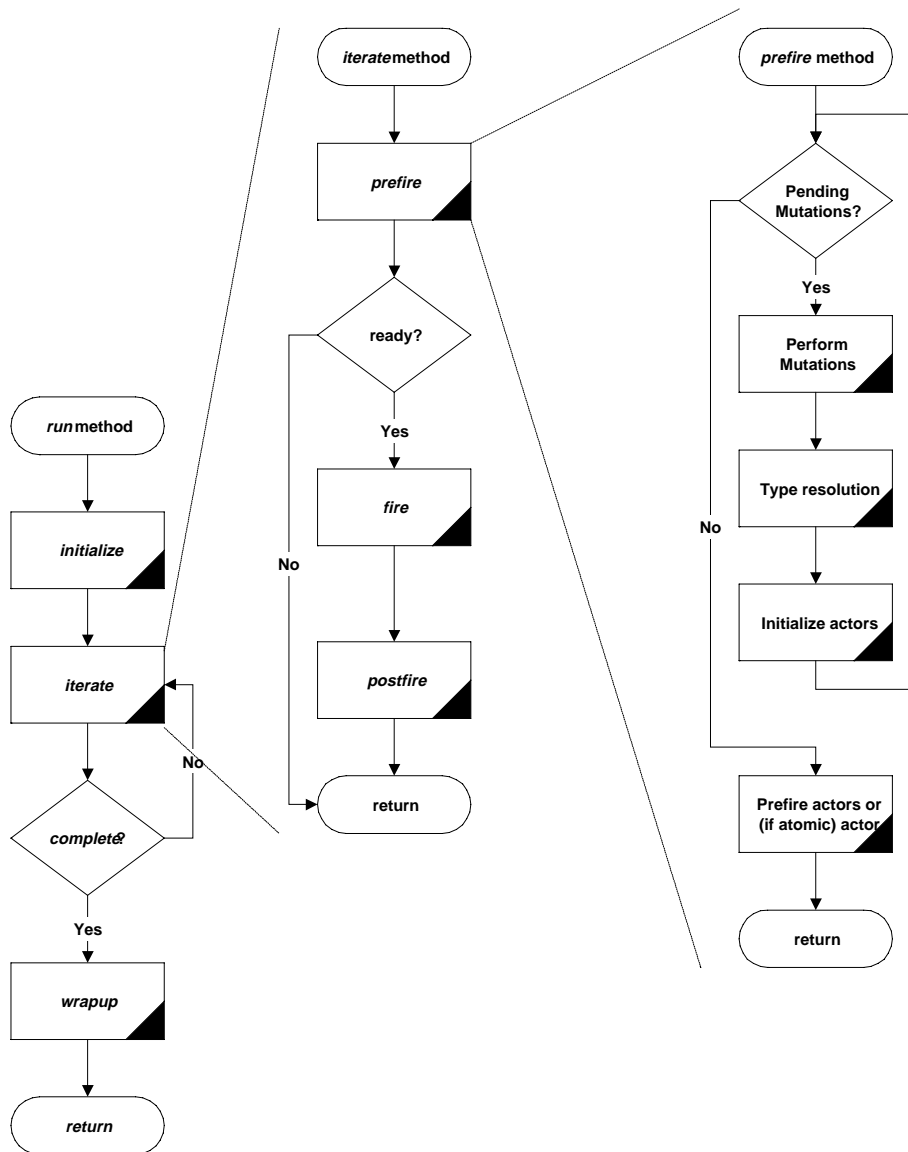 run method
initialize
iterate
No
complete?
Yes
wrapup
return
iterate method
prefire
ready?
Yes
fire
No
postfire
return
prefire method
Pending
Mutations?
Yes
Perform
Mutations
Type resolution
No
Initialize actors
Prefire actors or
(if atomic) actor
return